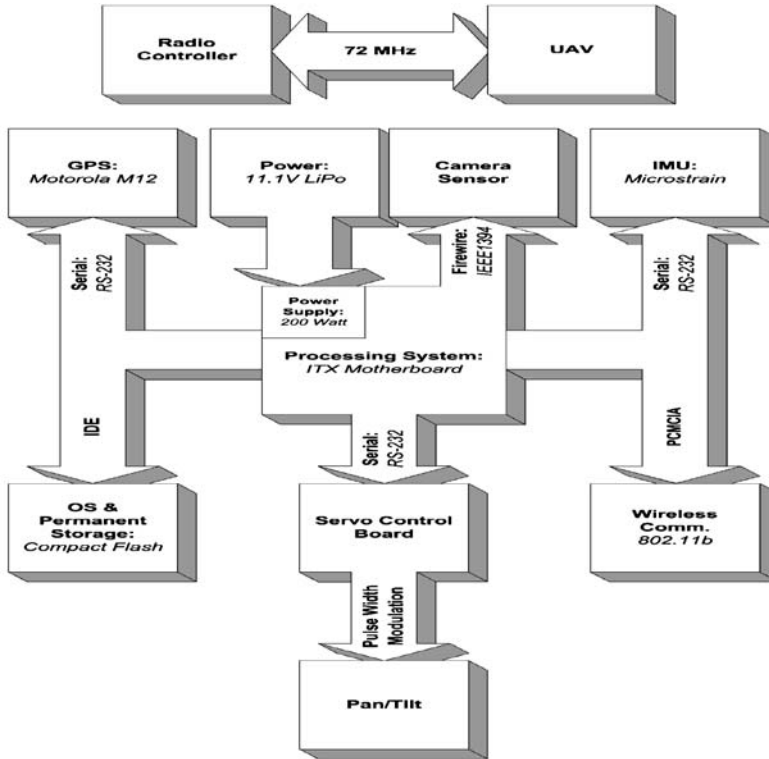 Radio
Controller
72 MHz
UAV
GPS:
Motorola M12
Power:
11.1V LiPo
Camera
Sensor
IMU:
Microstrain
Serial:
RS-232
Firewire:
IEEE1394
Serial:
RS-232
Power
Supply:
200 Watt
Processing System:
ITX Motherboard
IDE
Serial:
RS-232
PCMCIA
OS &
Permanent
Storage:
Compact Flash
Servo Control
Board
Wireless
Comm.
802.11b
Pulse Width
Modulation
Pan/Tilt